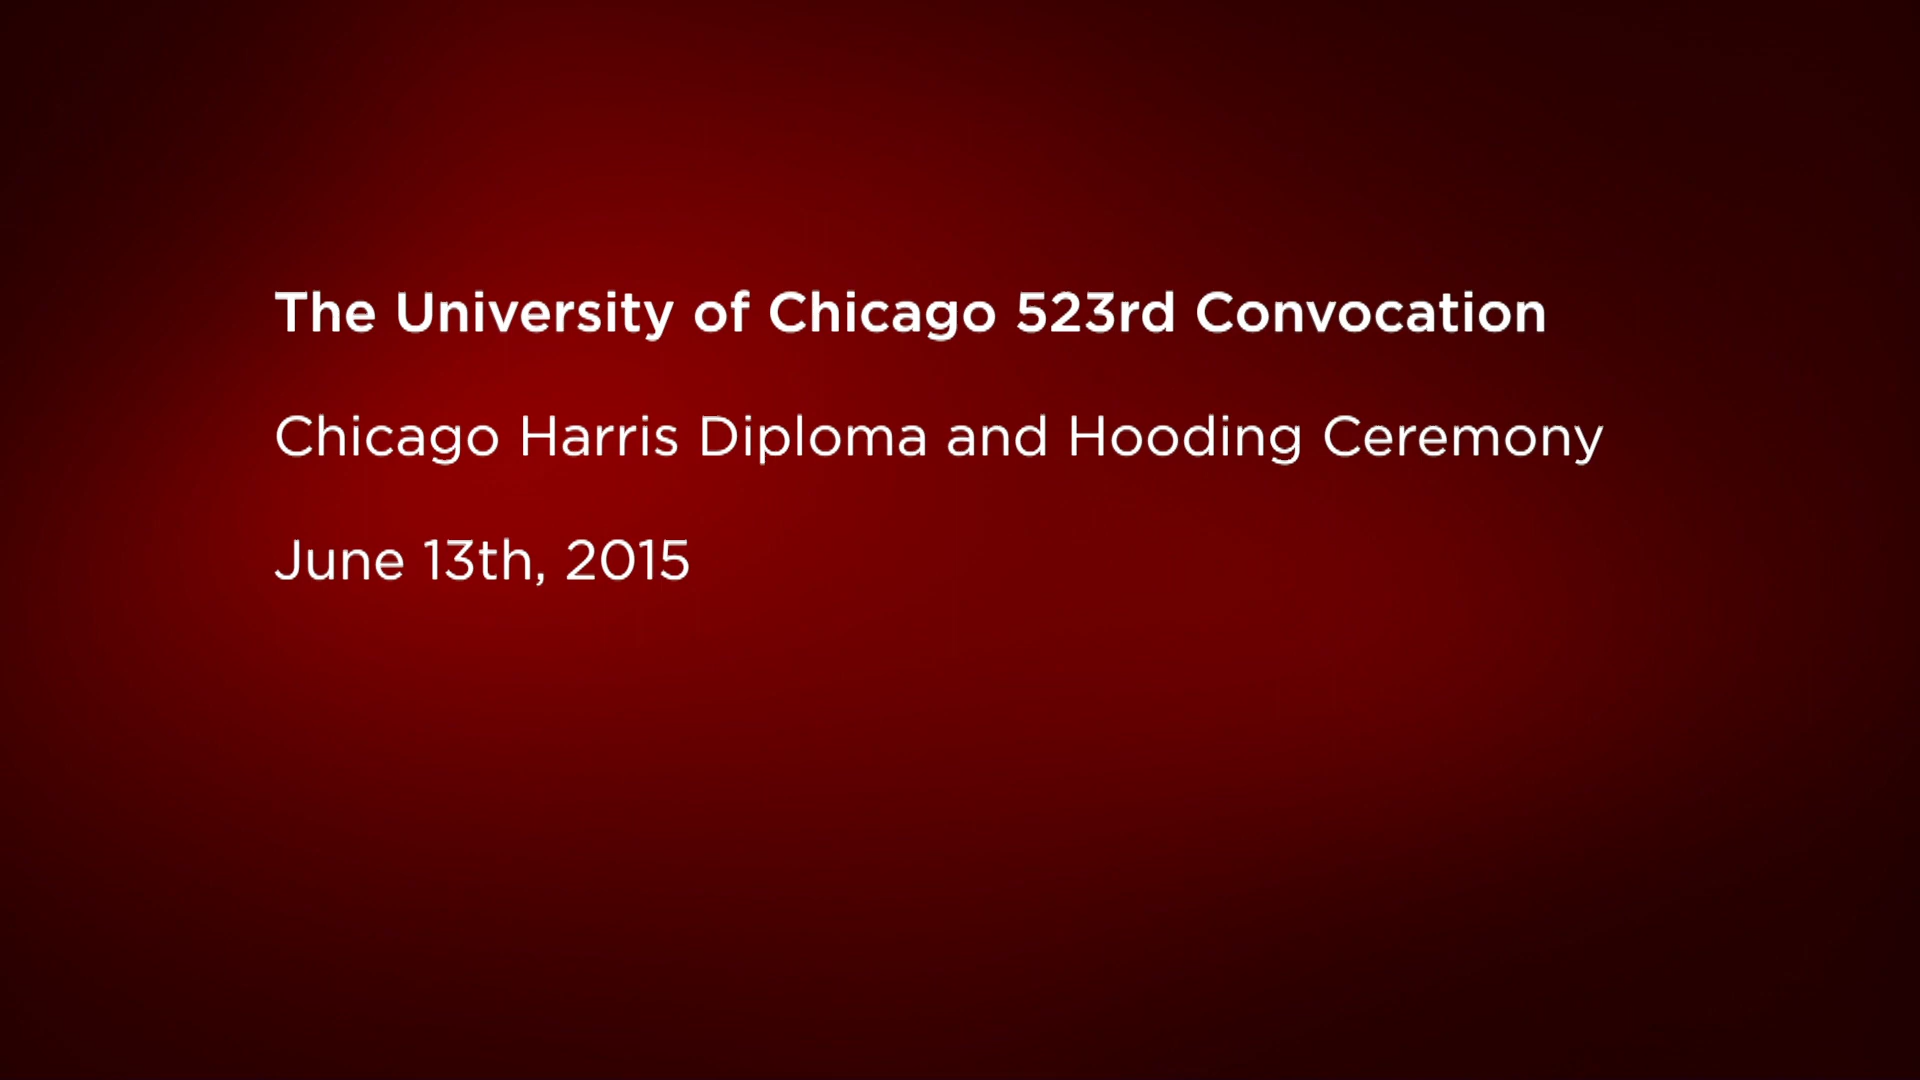 The University of Chicago 523rd Convocation
Chicago Harris Diploma and Hooding Ceremony
June 13th, 2015